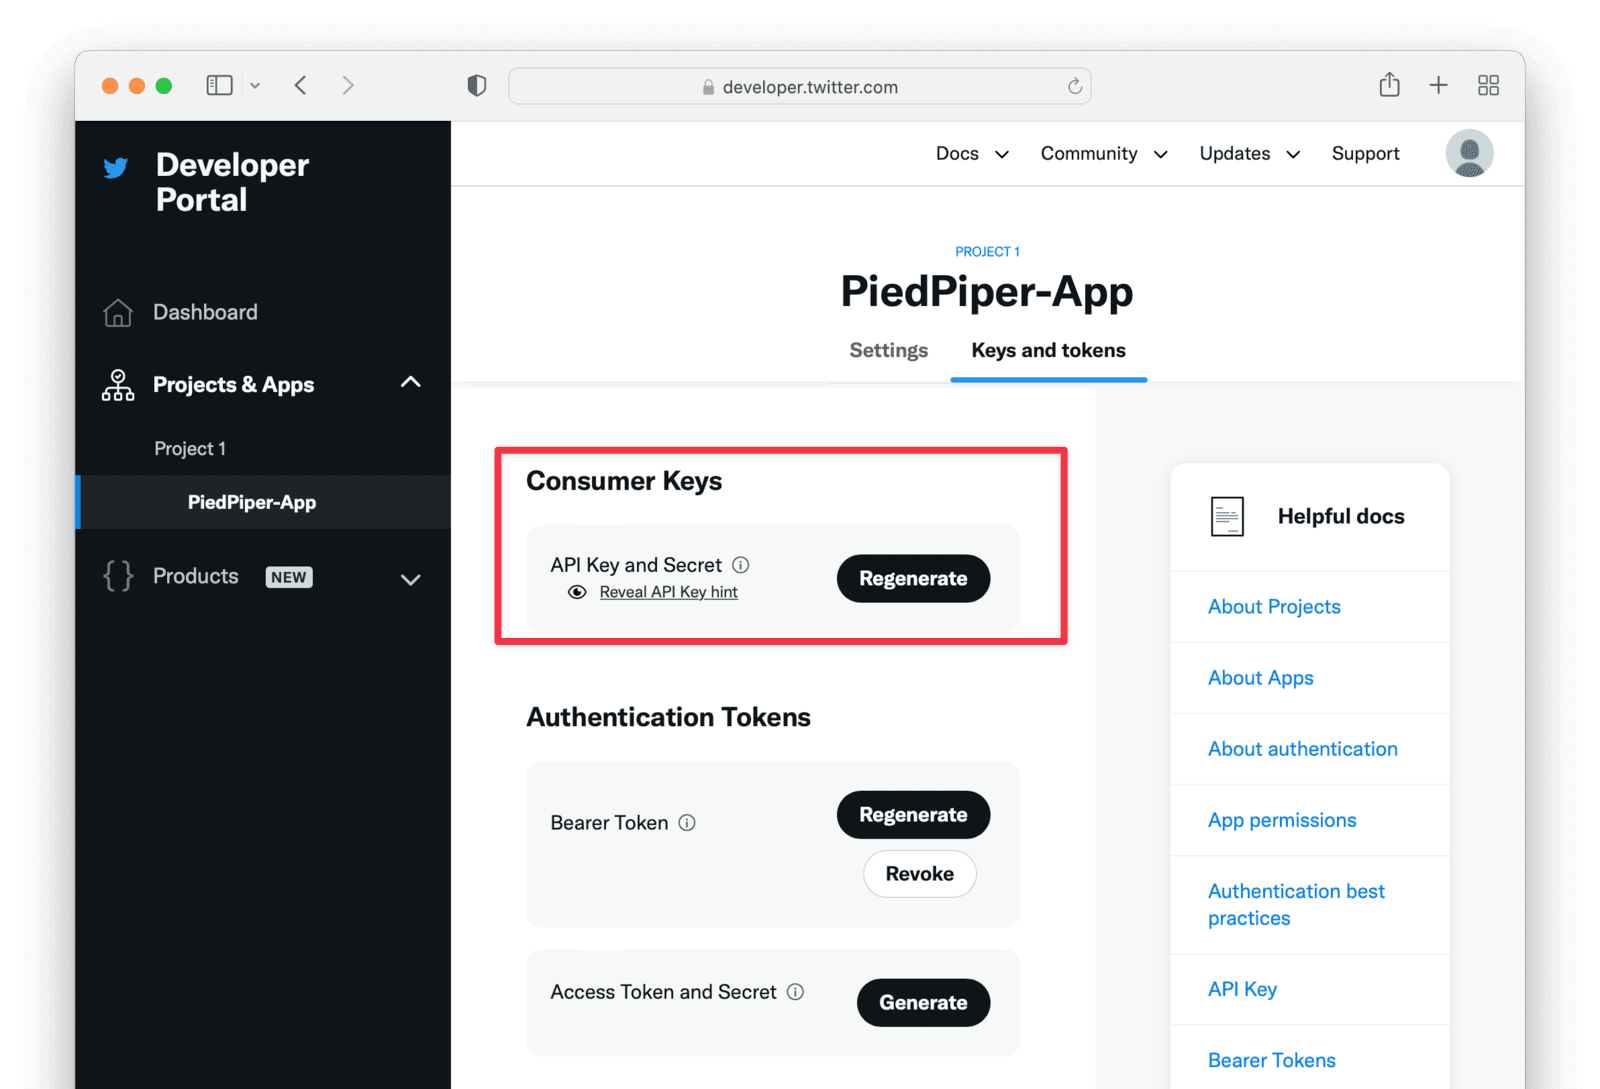 developer.twitter.com
Developer
Portal
Dashboard
Projects & Apps
Project 1
PiedPiper-App
Products NEW
Docs Community Updates Support
PROJECT 1
PiedPiper-App
Settings Keys and tokens
Consumer Keys
API Key and Secret
Reveal API Key hint
Regenerate
Authentication Tokens
Bearer Token
Regenerate
Revoke
Access Token and Secret
Generate
Helpful docs
About Projects
About Apps
About authentication
App permissions
Authentication best
practices
API Key
Bearer Tokens